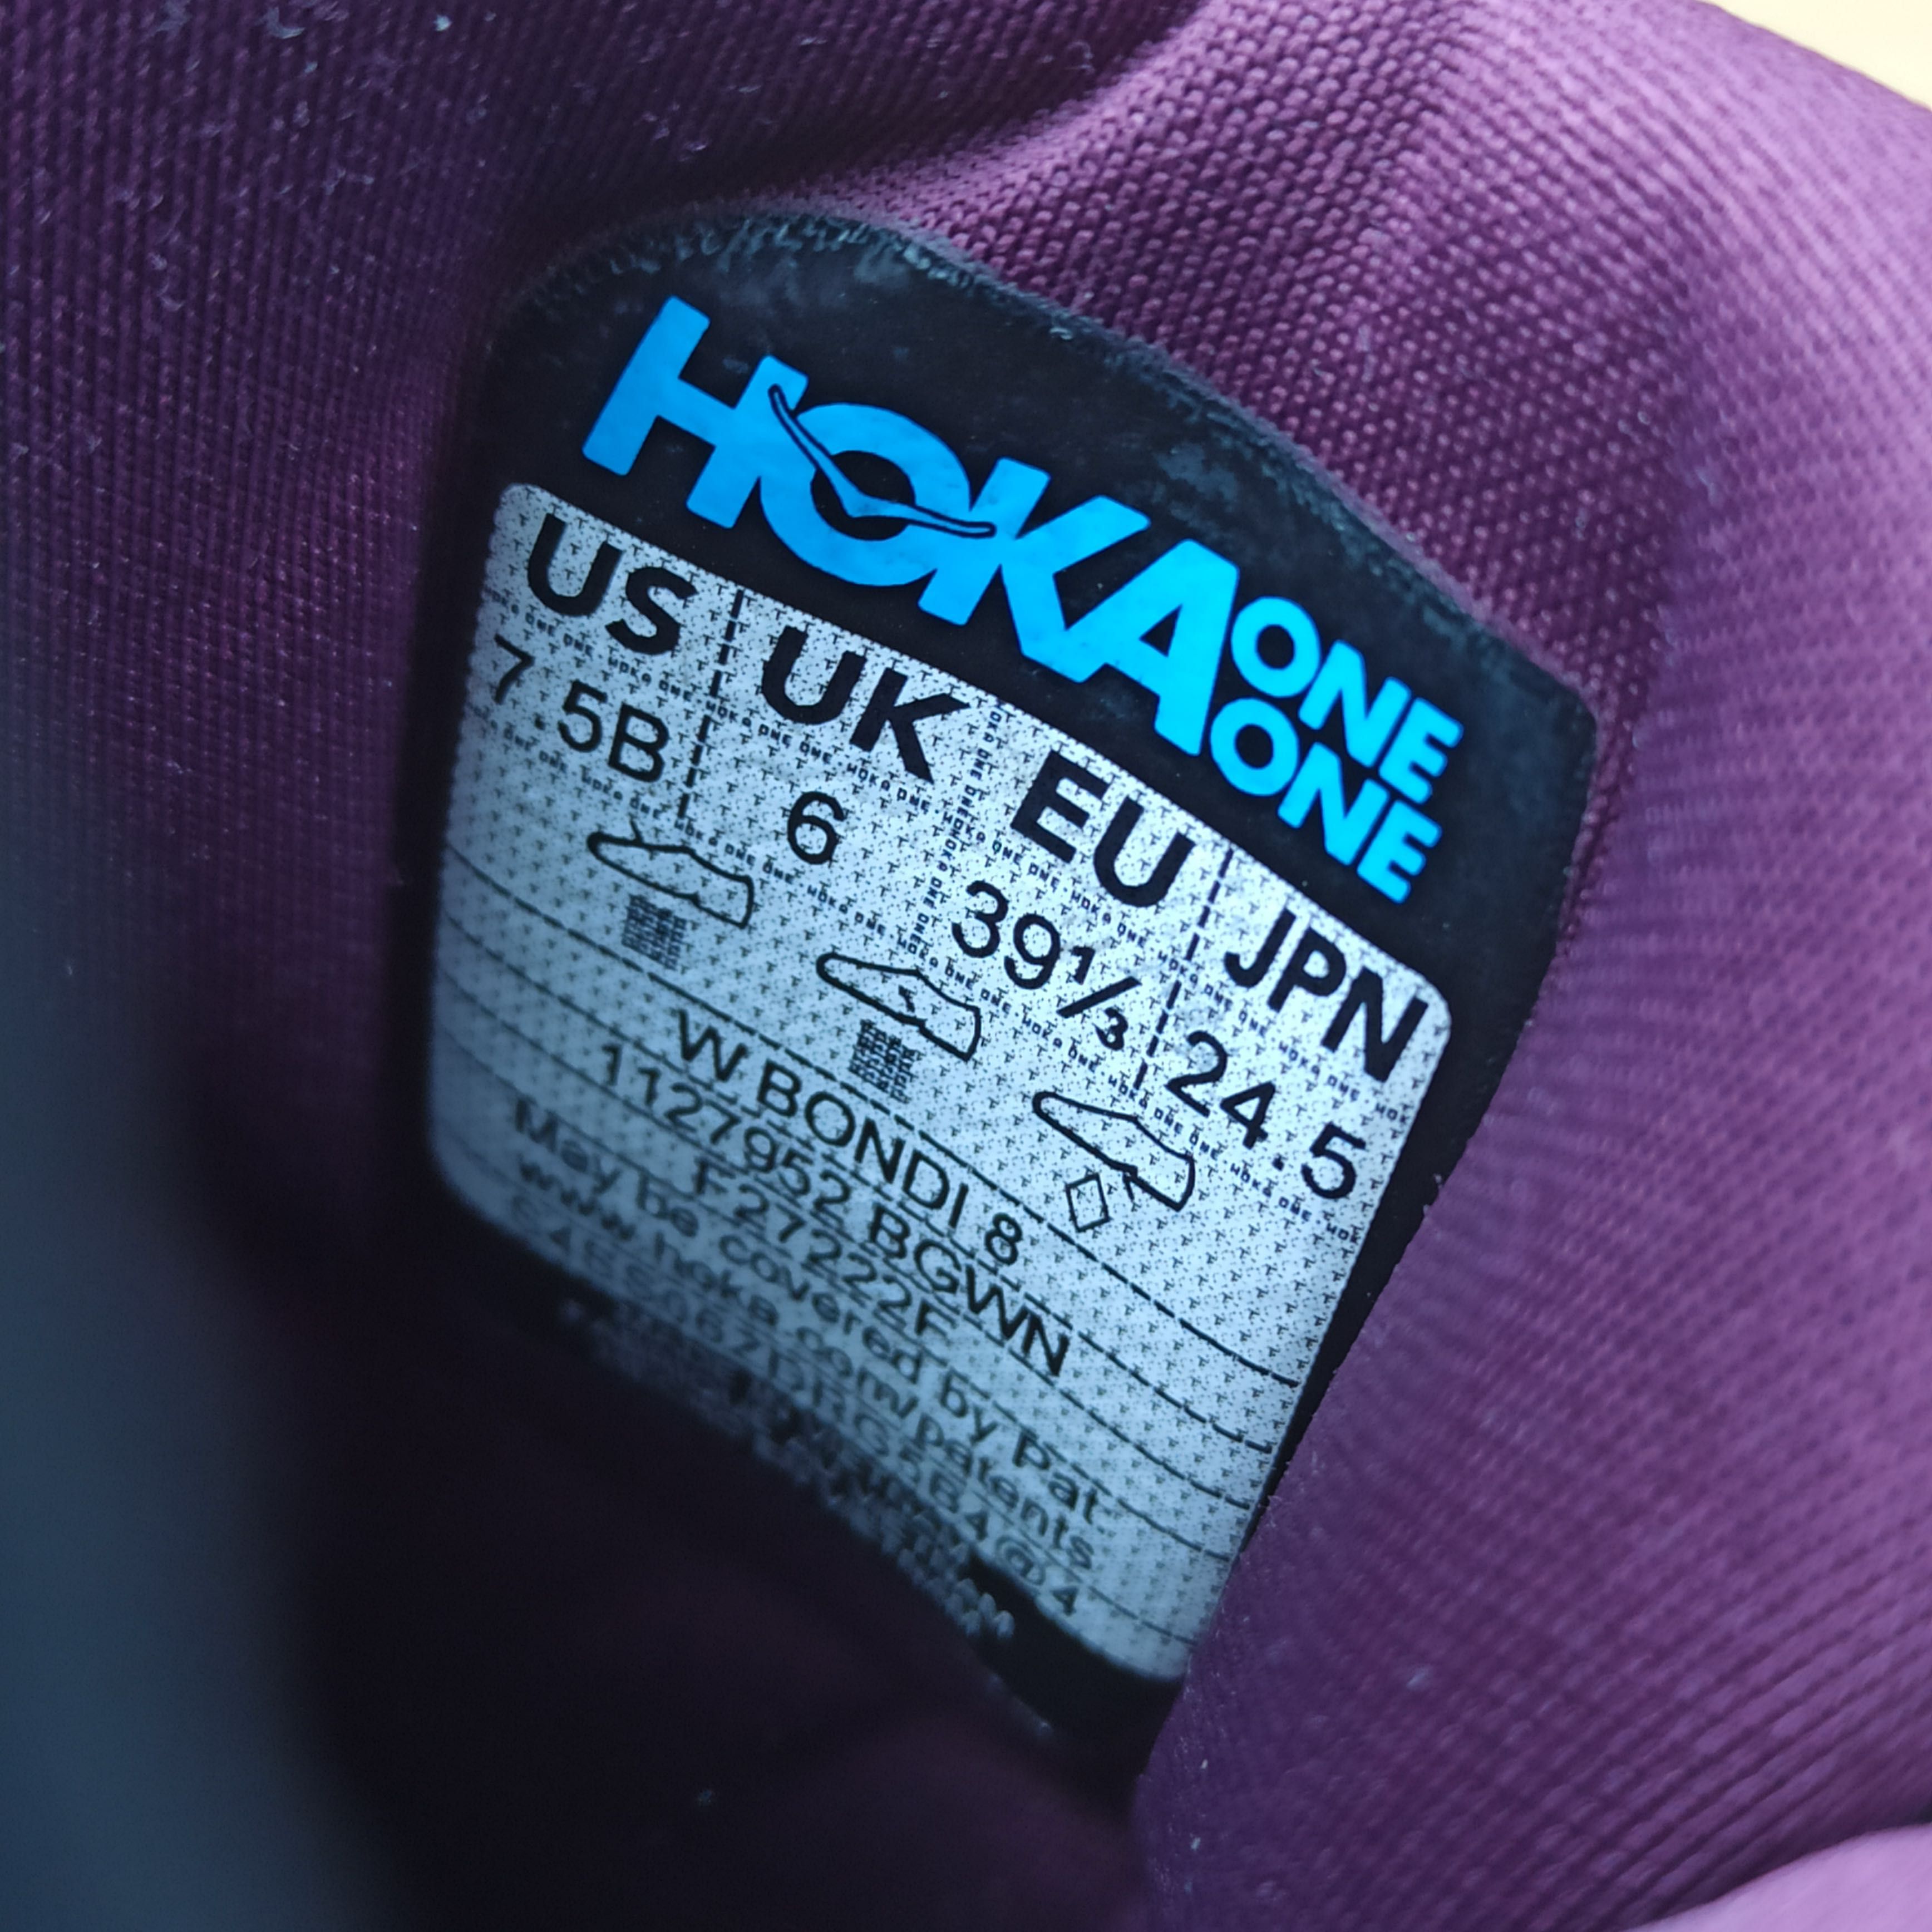 HOKA ONE ONE
US UK EU JPN
7.5B 6 39⅓ 24.5
W BONDI 8
1127952 BGWN
F27222F
May be covered by pat-
www.hoka.com/patents